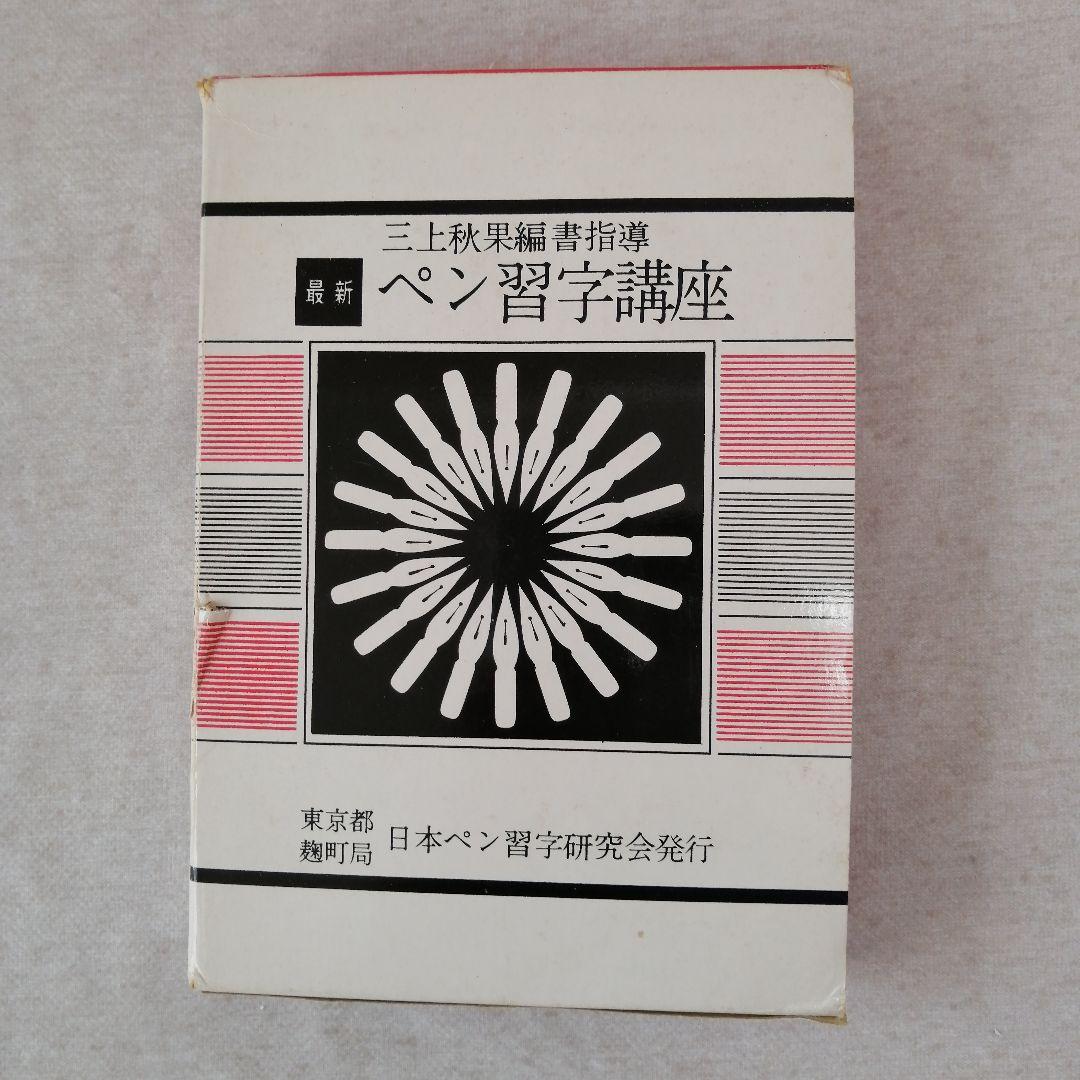 三上秋果編書指導
最新 ペン習字講座
東京都
麹町局
日本ペン習字研究会発行